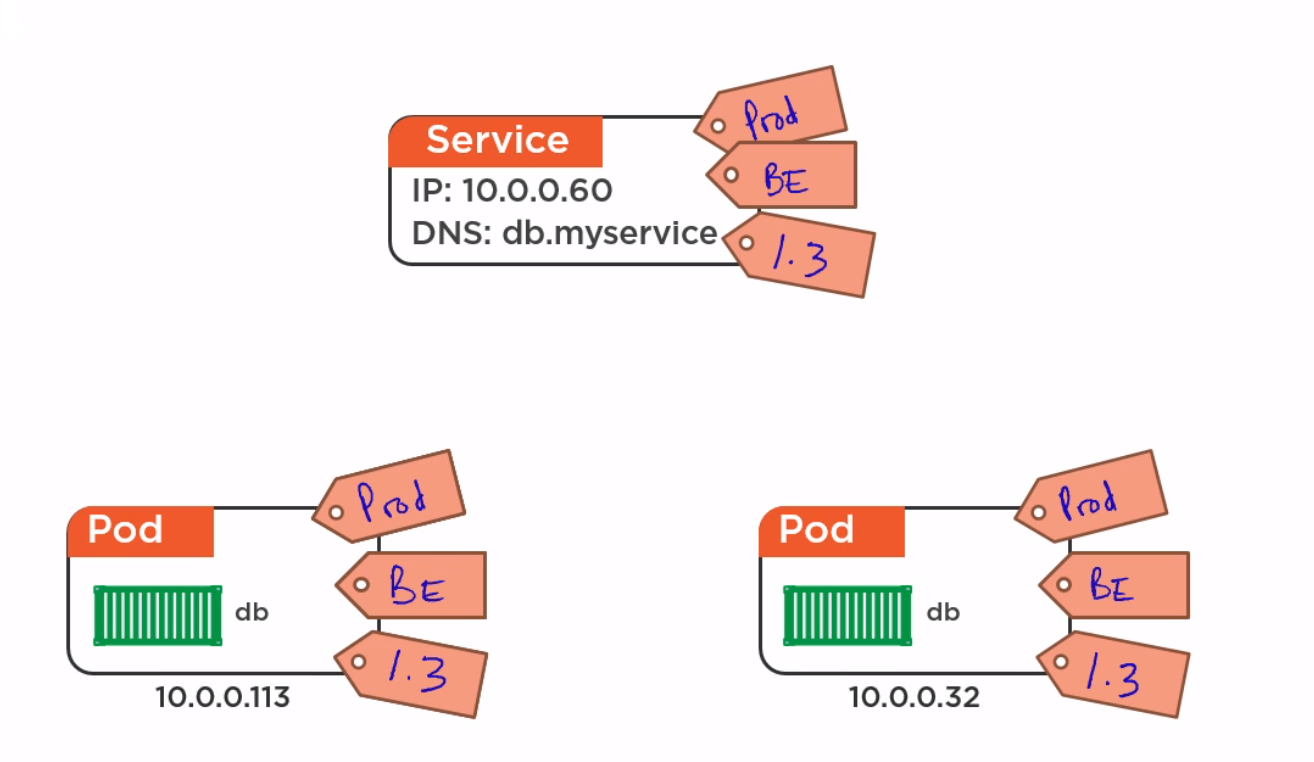 Service
IP: 10.0.0.60
DNS: db.myservice
Prod
BE
1.3
Pod
db
10.0.0.113
Prod
BE
1.3
Pod
db
10.0.0.32
Prod
BE
1.3